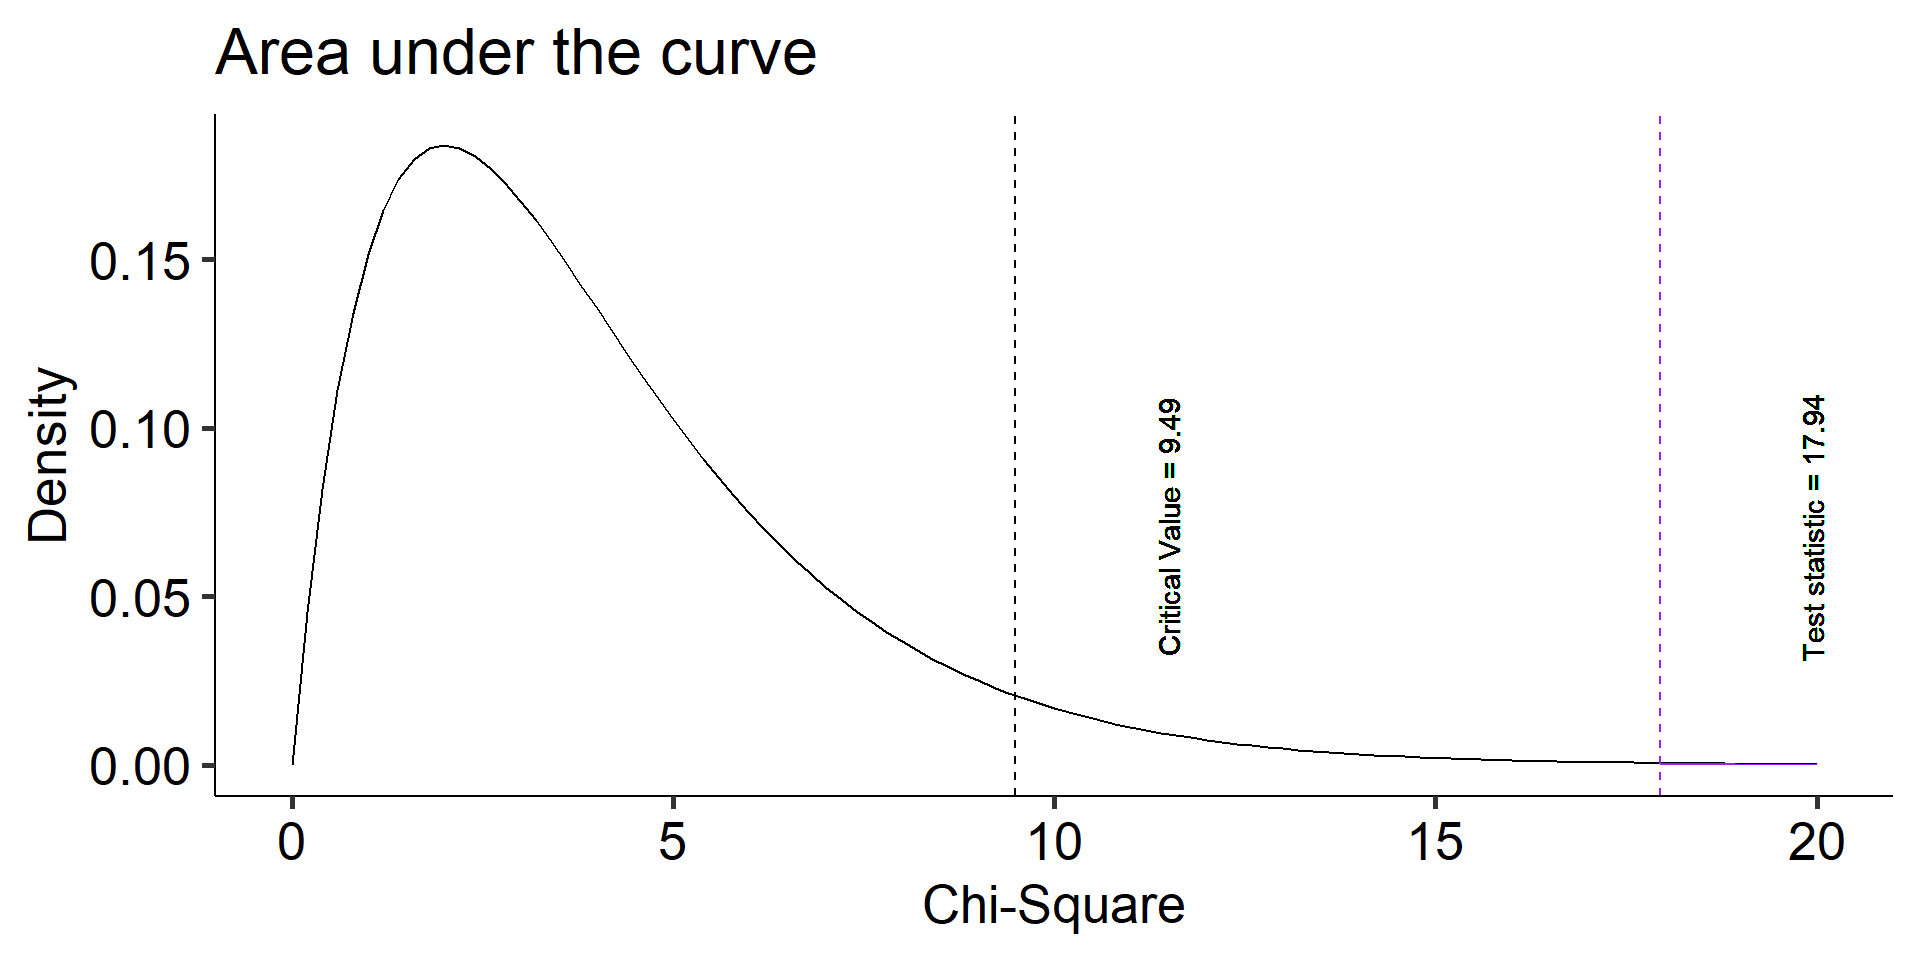 Area under the curve
Density
0.15
0.10
0.05
0.00
Critical Value = 9.49
Test statistic = 17.94
0 5 10 15 20
Chi-Square